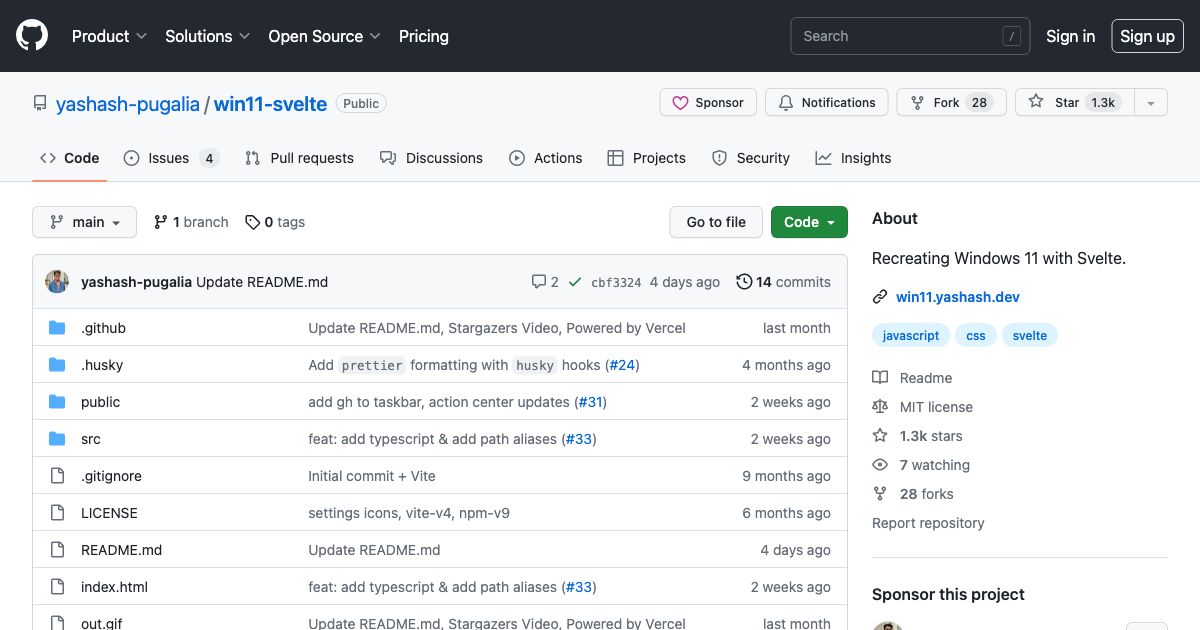 Product Solutions Open Source Pricing Search / Sign in Sign up
yashash-pugalia / win11-svelte Public Sponsor Notifications Fork 28 Star 1.3k
Code Issues 4 Pull requests Discussions Actions Projects Security Insights
main 1 branch 0 tags Go to file Code
yashash-pugalia Update README.md 2 cbf3324 4 days ago 14 commits
.github Update README.md, Stargazers Video, Powered by Vercel last month
.husky Add prettier formatting with husky hooks (#24) 4 months ago
public add gh to taskbar, action center updates (#31) 2 weeks ago
src feat: add typescript & add path aliases (#33) 2 weeks ago
.gitignore Initial commit + Vite 9 months ago
LICENSE settings icons, vite-v4, npm-v9 6 months ago
README.md Update README.md 4 days ago
index.html feat: add typescript & add path aliases (#33) 2 weeks ago
out.gif Update README.md, Stargazers Video, Powered by Vercel last month
About
Recreating Windows 11 with Svelte.
win11.yashash.dev
javascript css svelte
Readme
MIT license
1.3k stars
7 watching
28 forks
Report repository
Sponsor this project